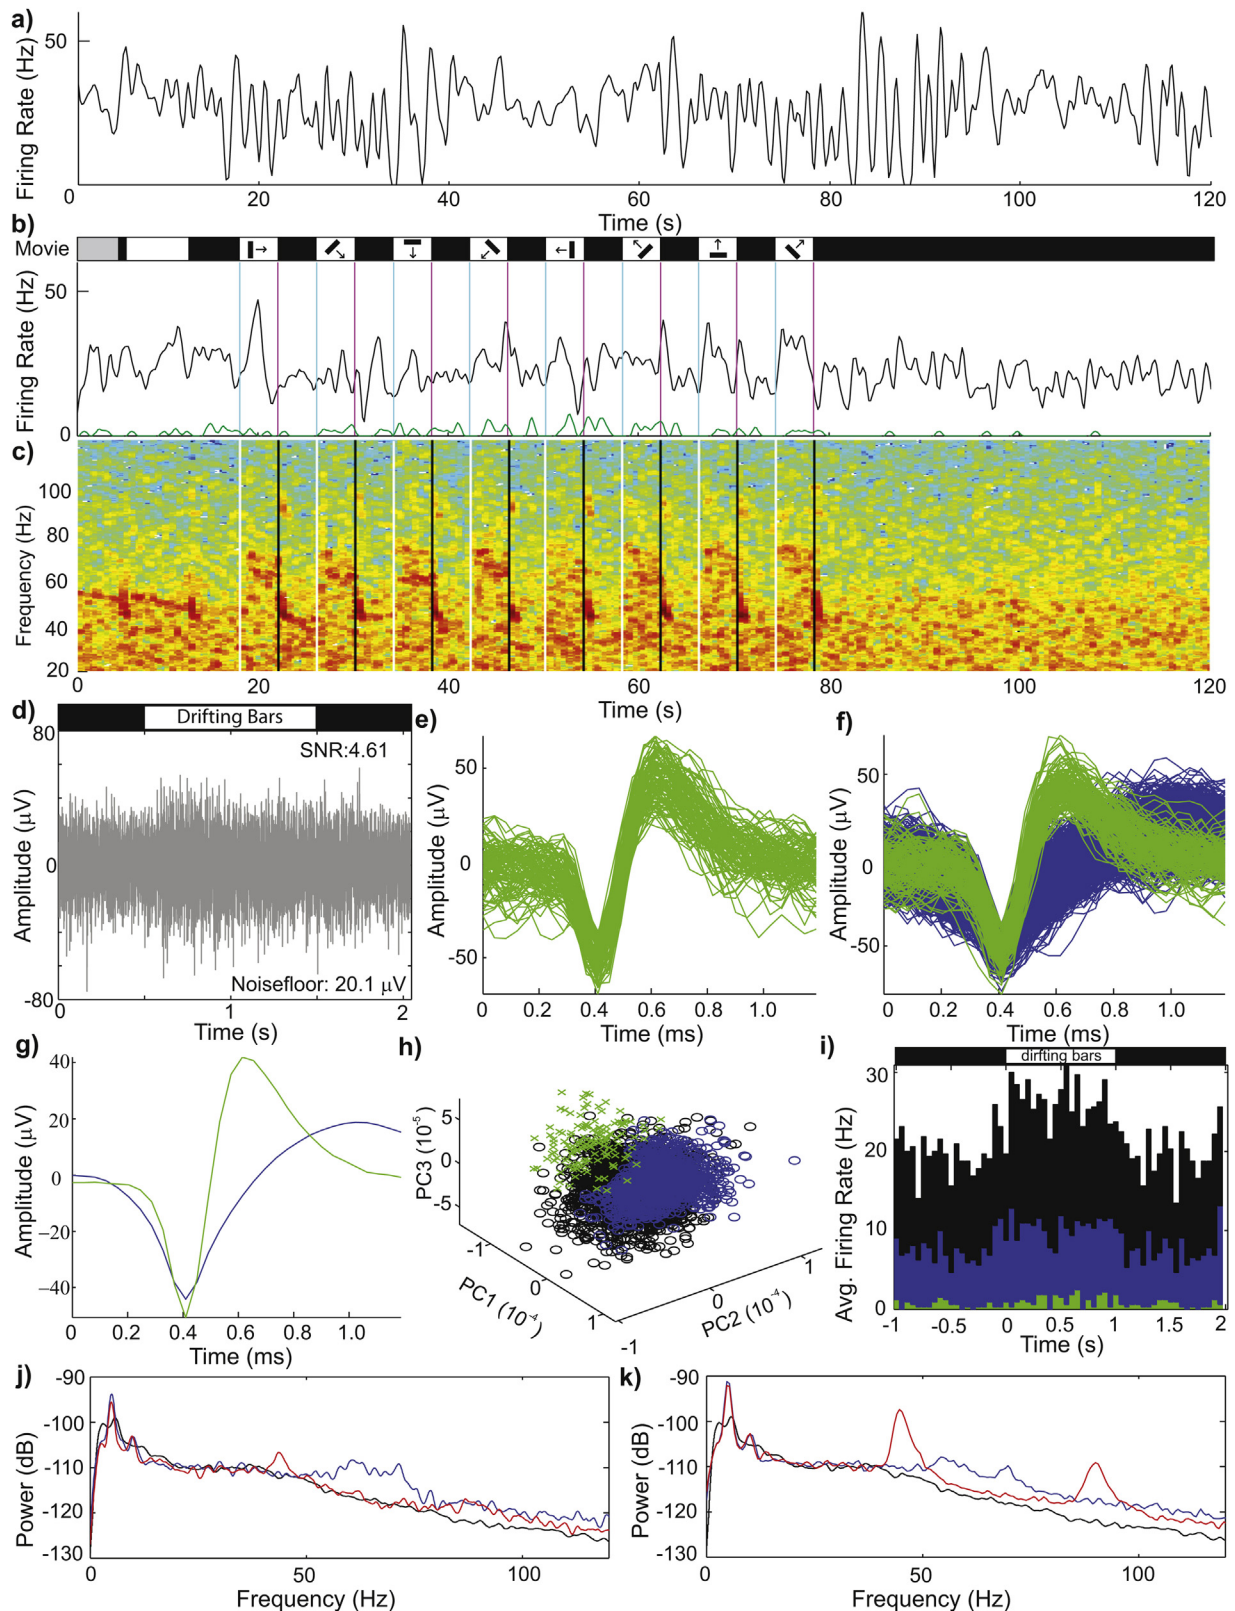 a)
Firing Rate (Hz)
50
0
20
40
60
80
100
120
Time (s)
b)
Movie
Firing Rate (Hz)
50
0
c)
Frequency (Hz)
100
80
60
40
20
0
20
40
60
80
100
120
Time (s)
d)
Drifting Bars
SNR:4.61
Noisefloor: 20.1 µV
Amplitude (µV)
80
0
-80
0
1
2
Time (s)
e)
Amplitude (µV)
50
0
-50
0
0.2
0.4
0.6
0.8
1.0
Time (ms)
f)
Amplitude (µV)
50
0
-50
0
0.2
0.4
0.6
0.8
1.0
Time (ms)
g)
Amplitude (µV)
40
20
0
–20
–40
0
0.2
0.4
0.6
0.8
1.0
Time (ms)
h)
PC3 (10⁻⁵)
5
0
-5
-1
0
1
PC1 (10⁻⁴)
-1
0
1
PC2 (10⁻⁴)
i)
dirfting bars
Avg. Firing Rate (Hz)
30
20
10
0
-1
-0.5
0
0.5
1
1.5
2
Time (s)
j)
Power (dB)
-90
-100
-110
-120
-130
0
50
100
Frequency (Hz)
k)
Power (dB)
-90
-100
-110
-120
-130
0
50
100
Frequency (Hz)